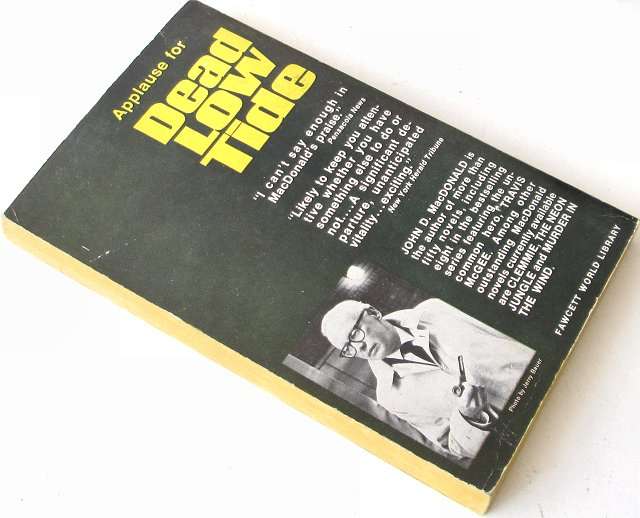 Applause for
Dead
Low
Tide
"I can't say enough in
MacDonald's praise."
Pensacola News
"Likely to keep you atten-
tive whether you have
something else to do or
not...A significant de-
parture, unanticipated
vitality...exciting."
New York Herald Tribune
JOHN D. MacDONALD is
the author of more than
fifty novels, including
eight in the bestselling
series featuring the un-
common hero, TRAVIS
McGEE. Among other
outstanding MacDonald
novels currently available
are CLEMMIE, THE NEON
JUNGLE and MURDER IN
THE WIND.
FAWCETT WORLD LIBRARY
Photo by Jerry Bauer